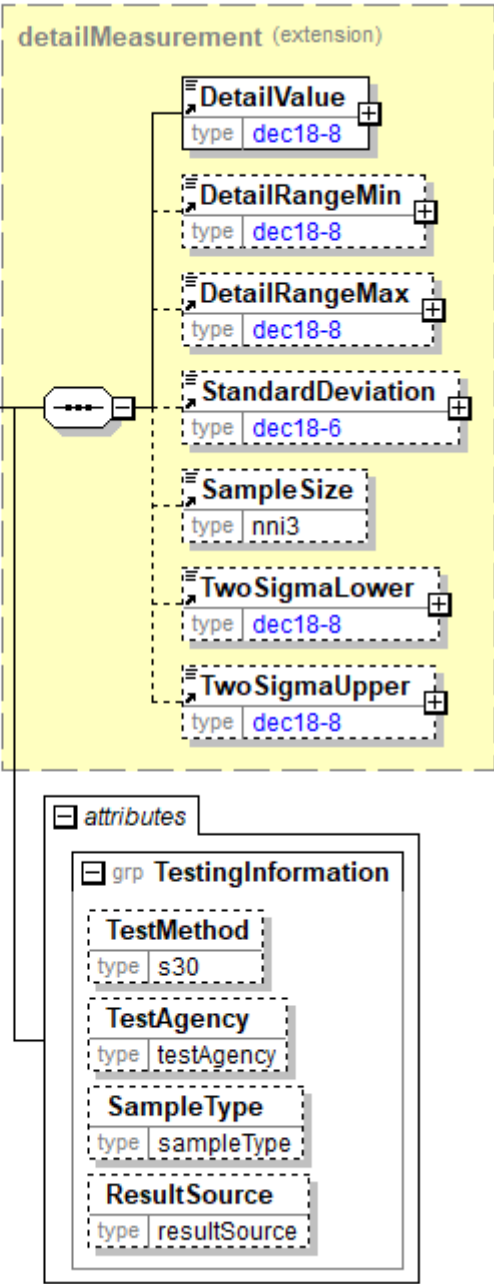 detailMeasurement (extension)
DetailValue
type dec18-8
DetailRangeMin
type dec18-8
DetailRangeMax
type dec18-8
StandardDeviation
type dec18-6
SampleSize
type nni3
TwoSigmaLower
type dec18-8
TwoSigmaUpper
type dec18-8
attributes
grp TestingInformation
TestMethod
type s30
TestAgency
type testAgency
SampleType
type sampleType
ResultSource
type resultSource